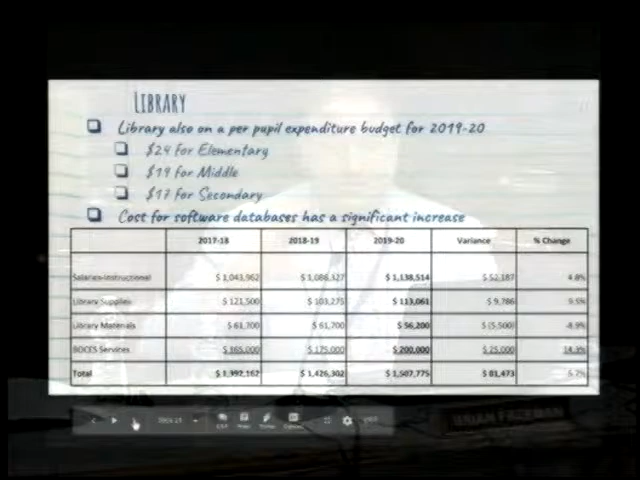 LIBRARY
Library also on a per pupil expenditure budget for 2019-20
$24 for Elementary
$19 for Middle
$17 for Secondary
Cost for software databases has a significant increase
2017-18 2018-19 2019-20 Variance % Change
Salaries-Instructional $ 1,043,962 $ 1,086,327 $ 1,138,514 $ 52,187 4.8%
Library Supplies $ 121,500 $ 103,275 $ 113,061 $ 9,786 9.5%
Library Materials $ 61,700 $ 61,700 $ 56,200 $ (5,500) -8.9%
BOCES Services $ 165,000 $ 175,000 $ 200,000 $ 25,000 14.3%
Total $ 1,392,162 $ 1,426,302 $ 1,507,775 $ 81,473 5.7%
BRIAN FREEMAN